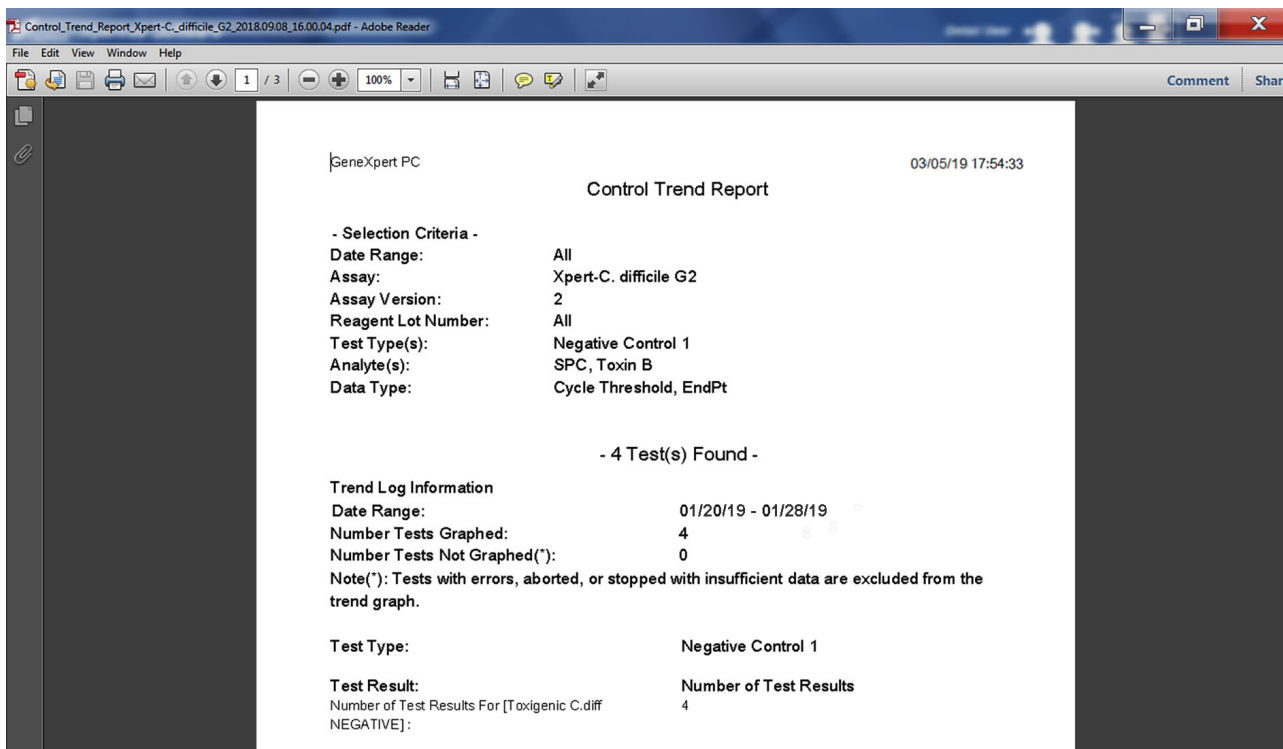 Control_Trend_Report_Xpert-C._difficile_G2_2018.09.08_16.00.04.pdf - Adobe Reader
File Edit View Window Help
1 / 3 100% Comment Shar
GeneXpert PC 03/05/19 17:54:33
Control Trend Report
- Selection Criteria -
Date Range: All
Assay: Xpert-C. difficile G2
Assay Version: 2
Reagent Lot Number: All
Test Type(s): Negative Control 1
Analyte(s): SPC, Toxin B
Data Type: Cycle Threshold, EndPt
- 4 Test(s) Found -
Trend Log Information
Date Range: 01/20/19 - 01/28/19
Number Tests Graphed: 4
Number Tests Not Graphed(*): 0
Note(*): Tests with errors, aborted, or stopped with insufficient data are excluded from the
trend graph.
Test Type: Negative Control 1
Test Result: Number of Test Results
Number of Test Results For [Toxigenic C.diff 4
NEGATIVE] :